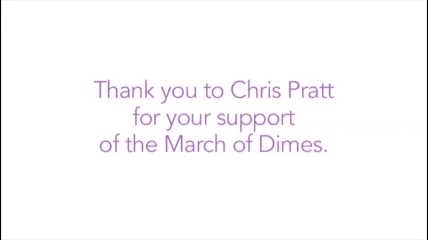 Thank you to Chris Pratt
for your support
of the March of Dimes.